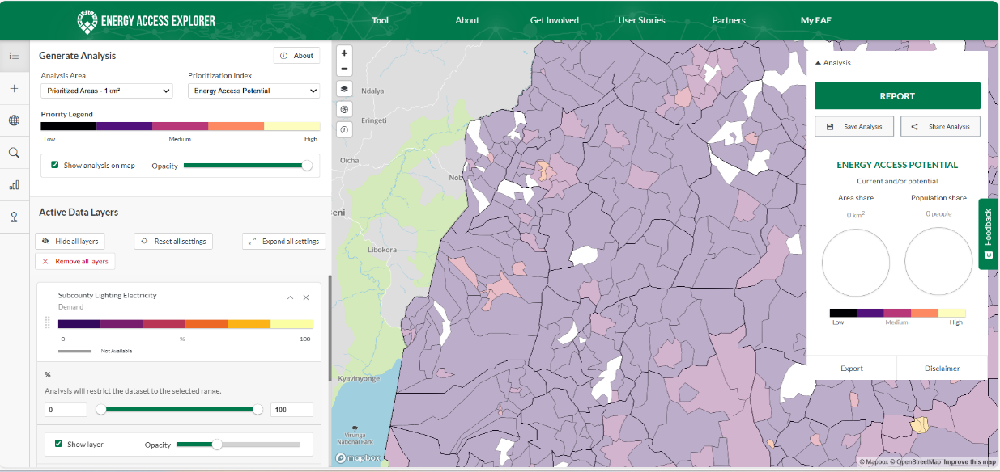 ENERGY ACCESS EXPLORER
Tool
About
Get Involved
User Stories
Partners
My EAE
Generate Analysis
About
Analysis Area
Prioritization Index
Prioritized Areas - 1km²
Energy Access Potential
Priority Legend
Low
Medium
High
Show analysis on map
Opacity
Active Data Layers
Hide all layers
Reset all settings
Expand all settings
Remove all layers
Subcounty Lighting Electricity
Demand
0
%
100
Not Available
%
Analysis will restrict the dataset to the selected range.
0
100
Show layer
Opacity
Ndalya
Eringeti
Oicha
Nob
eni
Libokora
Kyavinyonge
Virunga
National Park
mapbox
Analysis
REPORT
Save Analysis
Share Analysis
ENERGY ACCESS POTENTIAL
Current and/or potential
Area share
Population share
0 km²
0 people
Low
Medium
High
Export
Disclaimer
Feedback
© Mapbox © OpenStreetMap Improve this map